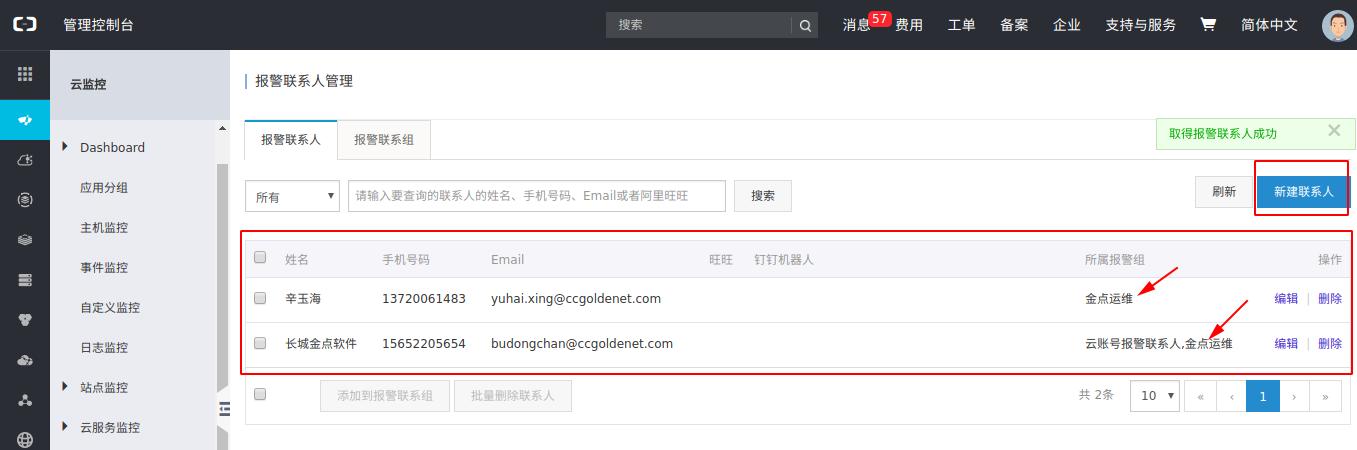 管理控制台 搜索 消息 57 费用 工单 备案 企业 支持与服务 简体中文
云监控
Dashboard
应用分组
主机监控
事件监控
自定义监控
日志监控
站点监控
云服务监控
报警联系人管理
报警联系人 报警联系组
取得报警联系人成功
所有 请输入要查询的联系人的姓名、手机号码、Email或者阿里旺旺 搜索 刷新 新建联系人
姓名 手机号码 Email 旺旺 钉钉机器人 所属报警组 操作
辛玉海 13720061483 yuhai.xing@ccgoldenet.com 金点运维 编辑 | 删除
长城金点软件 15652205654 budongchan@ccgoldenet.com 云账号报警联系人,金点运维 编辑 | 删除
添加到报警联系组 批量删除联系人 共 2条 10 « ‹ 1 › »